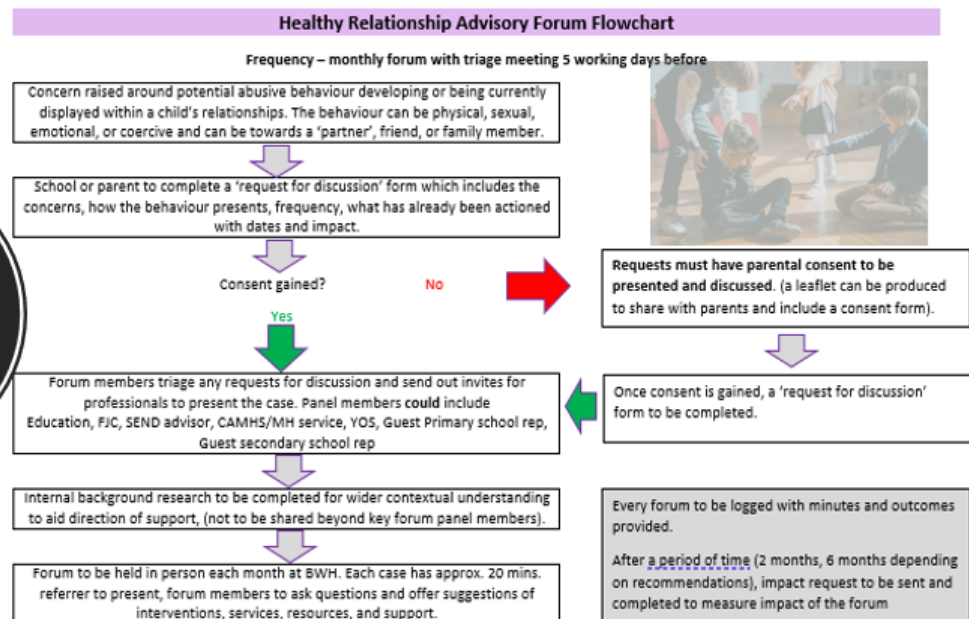 Healthy Relationship Advisory Forum Flowchart
Frequency – monthly forum with triage meeting 5 working days before
Concern raised around potential abusive behaviour developing or being currently
displayed within a child's relationships. The behaviour can be physical, sexual,
emotional, or coercive and can be towards a 'partner', friend, or family member.
School or parent to complete a 'request for discussion' form which includes the
concerns, how the behaviour presents, frequency, what has already been actioned
with dates and impact.
Consent gained?
No
Yes
Requests must have parental consent to be
presented and discussed. (a leaflet can be produced
to share with parents and include a consent form).
Once consent is gained, a 'request for discussion'
form to be completed.
Forum members triage any requests for discussion and send out invites for
professionals to present the case. Panel members could include
Education, FJC, SEND advisor, CAMHS/MH service, YOS, Guest Primary school rep,
Guest secondary school rep
Internal background research to be completed for wider contextual understanding
to aid direction of support, (not to be shared beyond key forum panel members).
Forum to be held in person each month at BWH. Each case has approx. 20 mins.
referrer to present, forum members to ask questions and offer suggestions of
interventions, services, resources, and support.
Every forum to be logged with minutes and outcomes
provided.
After a period of time (2 months, 6 months depending
on recommendations), impact request to be sent and
completed to measure impact of the forum